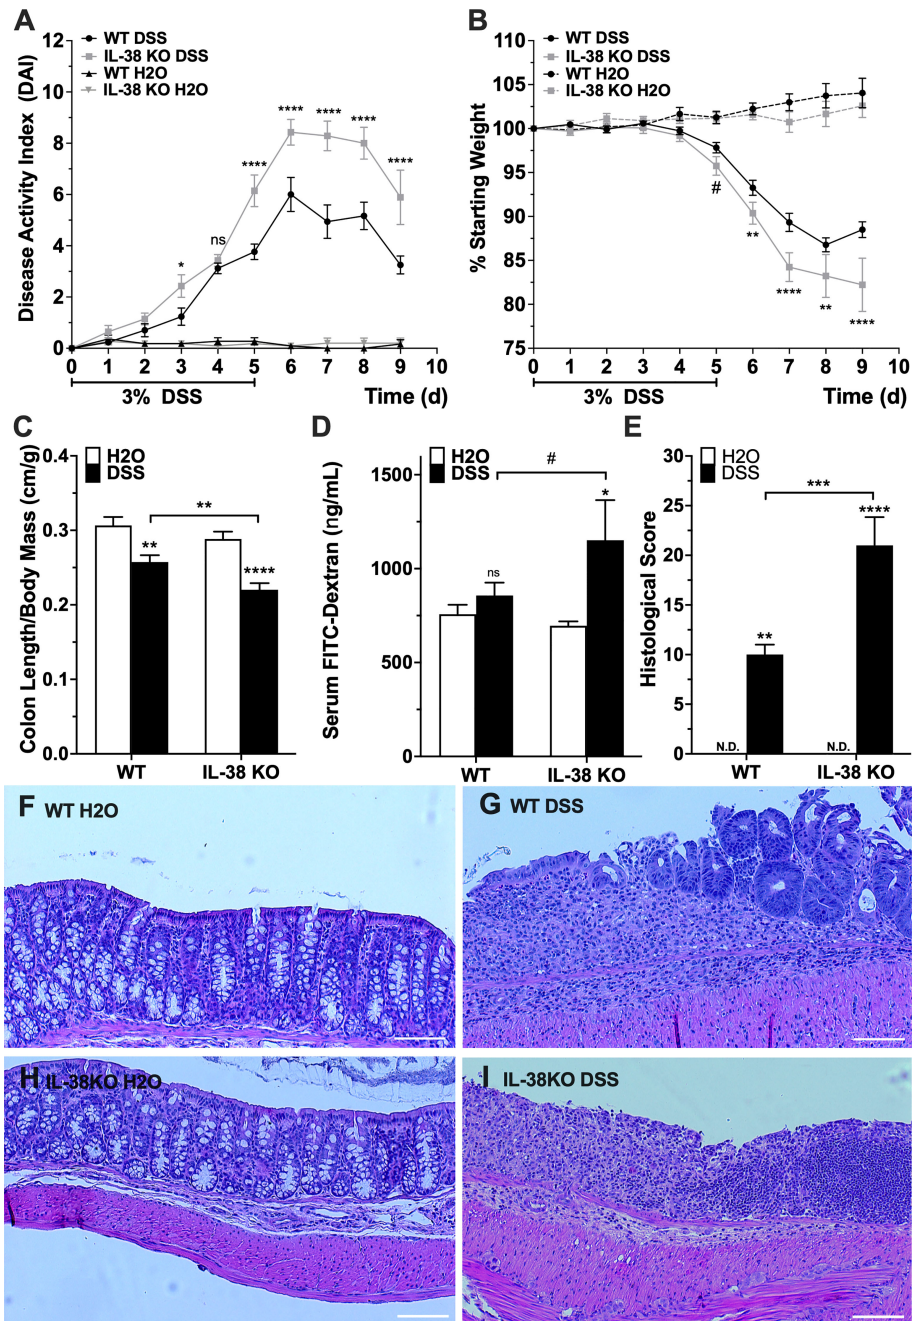 A
WT DSS
IL-38 KO DSS
WT H2O
IL-38 KO H2O
Disease Activity Index (DAI)
12
10
8
6
4
2
0
****
****
****
****
****
ns
*
0 1 2 3 4 5 6 7 8 9 10
3% DSS
Time (d)
B
WT DSS
IL-38 KO DSS
WT H2O
IL-38 KO H2O
% Starting Weight
110
105
100
95
90
85
80
75
#
**
****
**
****
0 1 2 3 4 5 6 7 8 9 10
3% DSS
Time (d)
C
H2O
DSS
Colon Length/Body Mass (cm/g)
0.4
0.3
0.2
0.1
0.0
**
**
****
WT
IL-38 KO
D
H2O
DSS
Serum FITC-Dextran (ng/mL)
1500
1000
500
0
#
*
ns
WT
IL-38 KO
E
H2O
DSS
Histological Score
30
25
20
15
10
5
0
***
****
**
N.D.
N.D.
WT
IL-38 KO
F WT H2O
G WT DSS
H IL-38KO H2O
I IL-38KO DSS